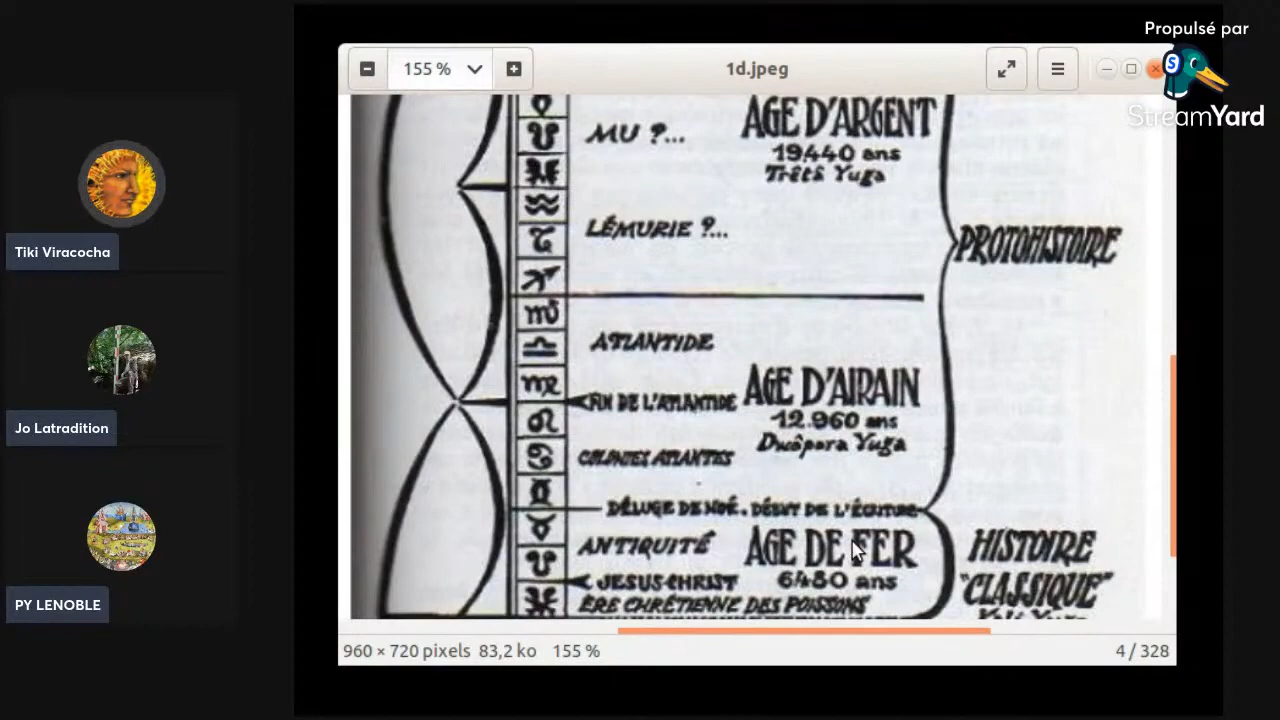 Propulsé par
StreamYard
155 %
1d.jpeg
Tiki Viracocha
Jo Latradition
PY LENOBLE
MU ?...
AGE D'ARGENT
19.440 ans
Trêtâ Yuga
LÉMURIE ?...
PROTOHISTOIRE
ATLANTIDE
FIN DE L'ATLANTIDE
AGE D'AIRAIN
12.960 ans
Dwâpara Yuga
COLONIES ATLANTES
DÉLUGE DE NOÉ. DÉBUT DE L'ÉCRITURE
ANTIQUITÉ
AGE DE FER
6480 ans
JESUS-CHRIST
ÈRE CHRÉTIENNE DES POISSONS
HISTOIRE
"CLASSIQUE"
960 × 720 pixels 83,2 ko 155 %
4 / 328